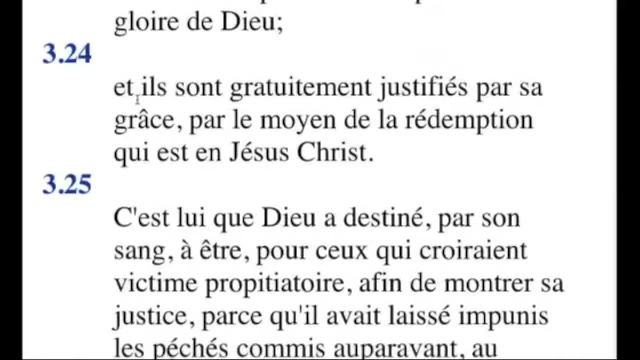 gloire de Dieu;
3.24
et ils sont gratuitement justifiés par sa
grâce, par le moyen de la rédemption
qui est en Jésus Christ.
3.25
C'est lui que Dieu a destiné, par son
sang, à être, pour ceux qui croiraient
victime propitiatoire, afin de montrer sa
justice, parce qu'il avait laissé impunis
les péchés commis auparavant, au